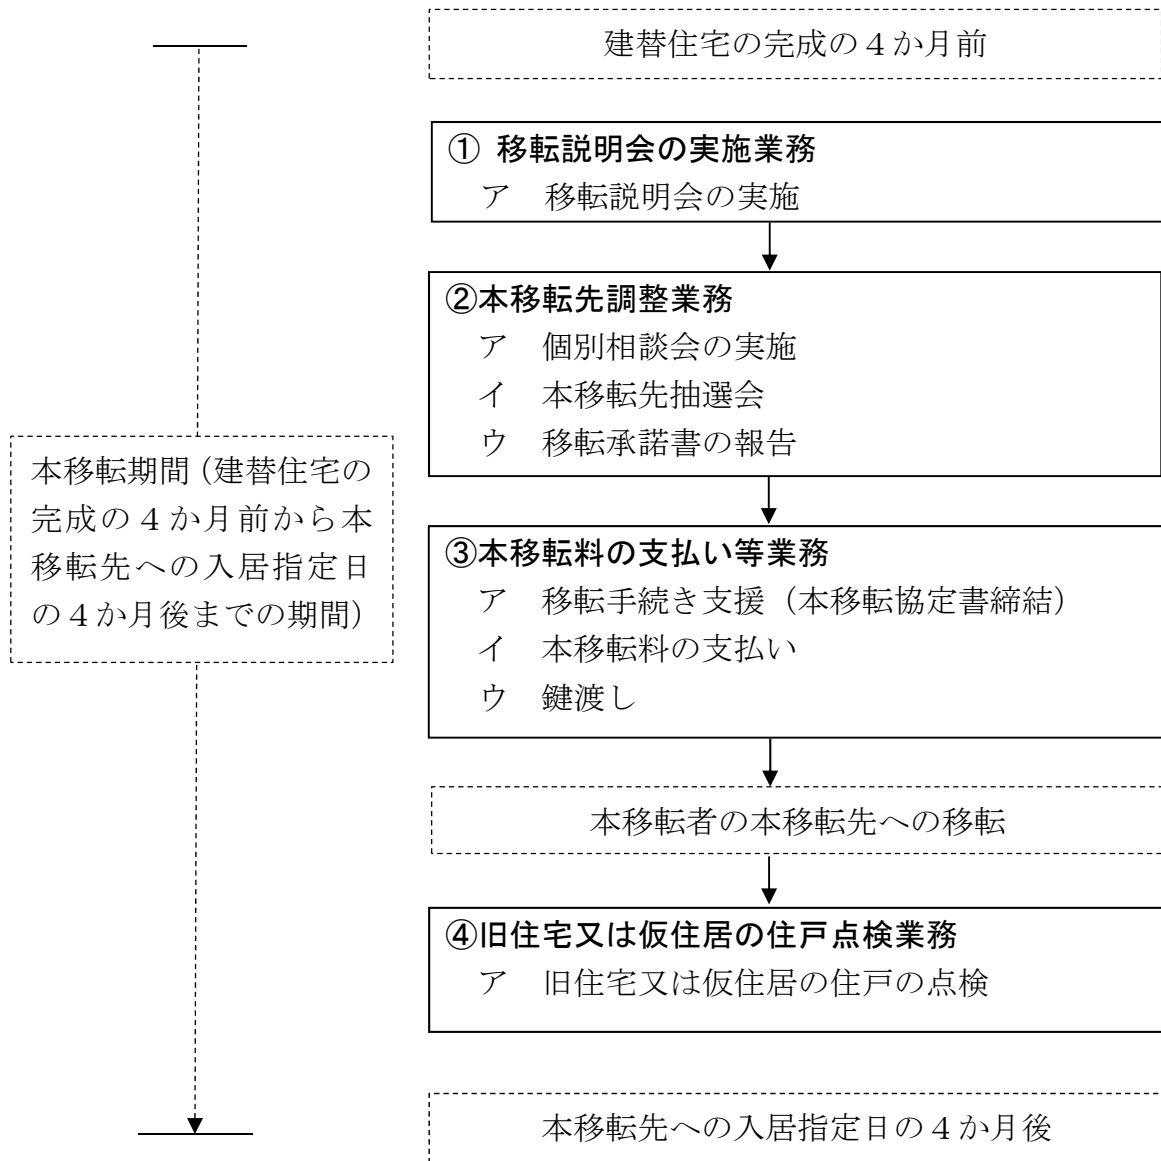 建替住宅の完成の４か月前
① 移転説明会の実施業務
ア　移転説明会の実施
②本移転先調整業務
ア　個別相談会の実施
イ　本移転先抽選会
ウ　移転承諾書の報告
本移転期間（建替住宅の
完成の４か月前から本
移転先への入居指定日
の４か月後までの期間）
③本移転料の支払い等業務
ア　移転手続き支援（本移転協定書締結）
イ　本移転料の支払い
ウ　鍵渡し
本移転者の本移転先への移転
④旧住宅又は仮住居の住戸点検業務
ア　旧住宅又は仮住居の住戸の点検
本移転先への入居指定日の４か月後